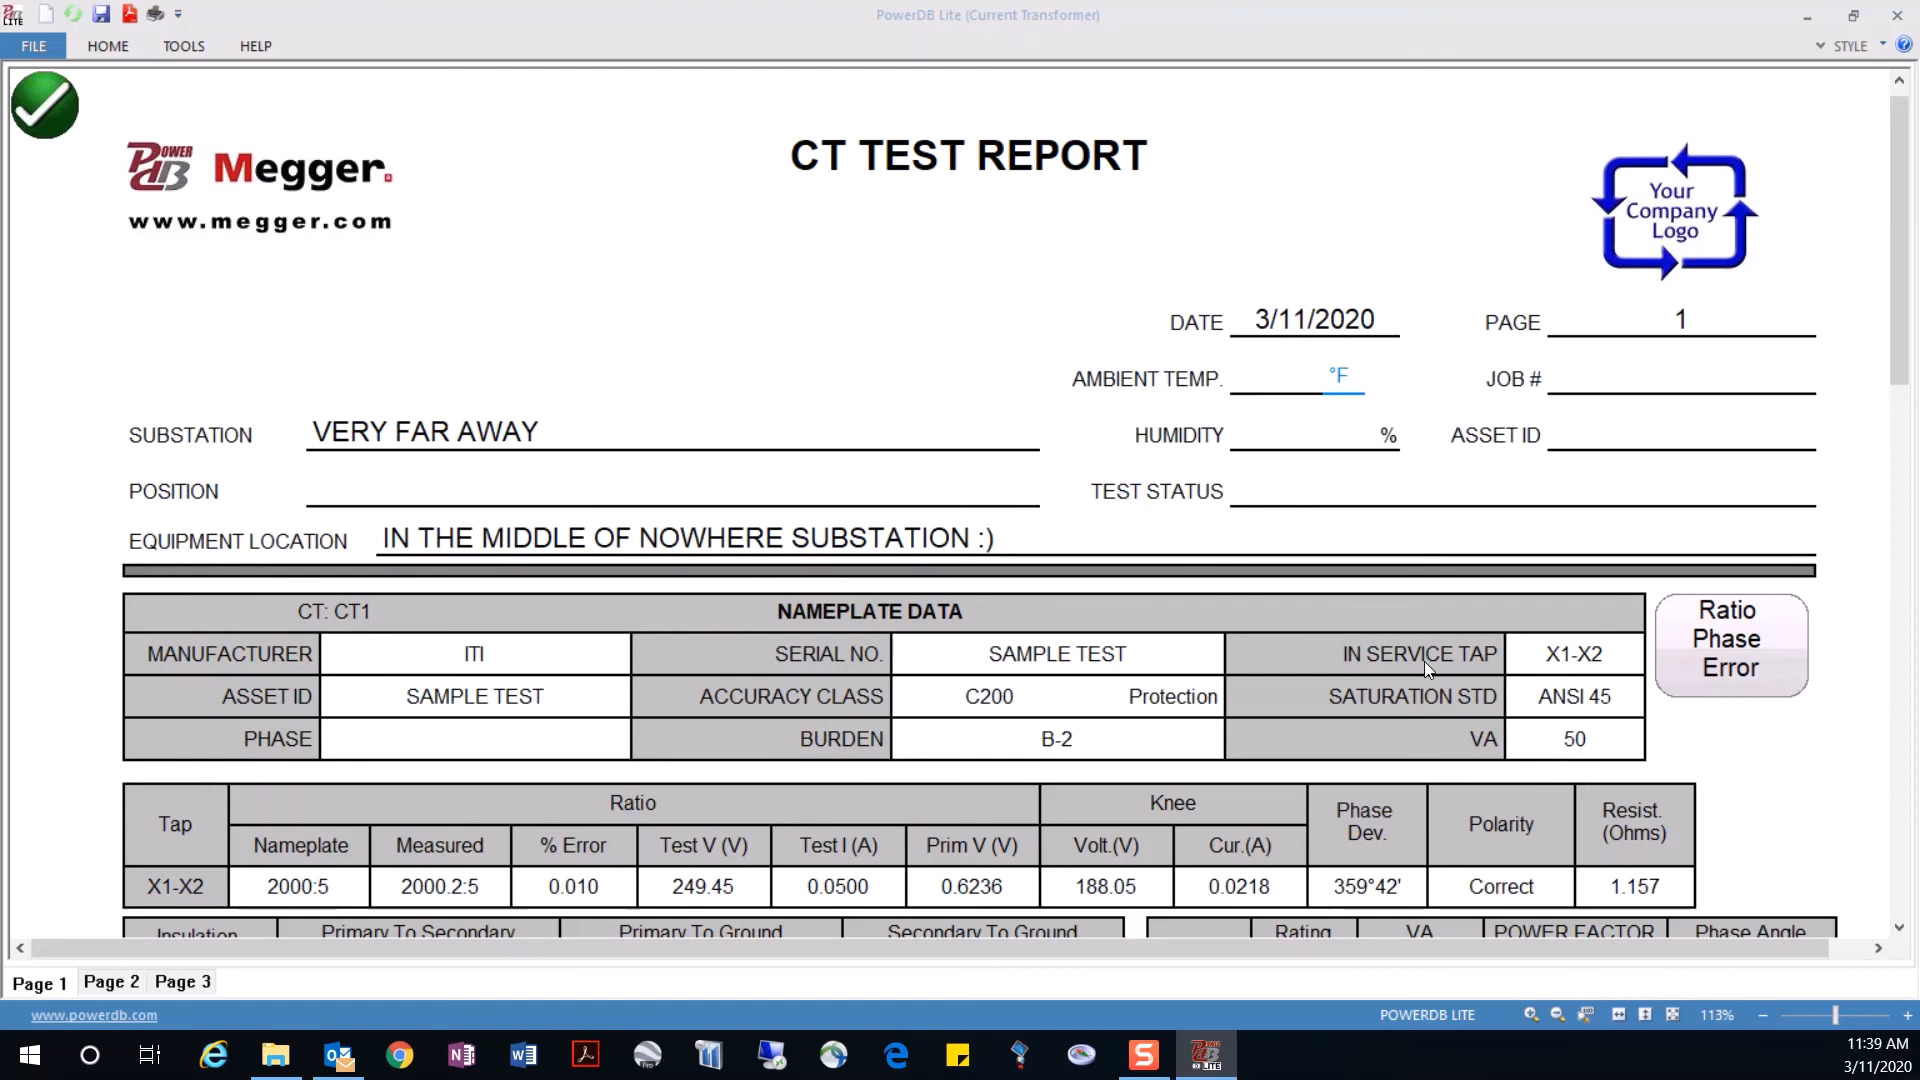 PowerDB Lite (Current Transformer)
FILE HOME TOOLS HELP STYLE
CT TEST REPORT
POWER DB Megger.
www.megger.com
Your Company Logo
DATE 3/11/2020 PAGE 1
AMBIENT TEMP. °F JOB #
SUBSTATION VERY FAR AWAY HUMIDITY % ASSET ID
POSITION TEST STATUS
EQUIPMENT LOCATION IN THE MIDDLE OF NOWHERE SUBSTATION :)
CT: CT1 NAMEPLATE DATA
MANUFACTURER ITI SERIAL NO. SAMPLE TEST IN SERVICE TAP X1-X2
ASSET ID SAMPLE TEST ACCURACY CLASS C200 Protection SATURATION STD ANSI 45
PHASE BURDEN B-2 VA 50
Ratio
Phase
Error
Tap Ratio Knee Phase Dev. Polarity Resist. (Ohms)
Nameplate Measured % Error Test V (V) Test I (A) Prim V (V) Volt.(V) Cur.(A)
X1-X2 2000:5 2000.2:5 0.010 249.45 0.0500 0.6236 188.05 0.0218 359°42' Correct 1.157
Insulation Primary To Secondary Primary To Ground Secondary To Ground Rating VA POWER FACTOR Phase Angle
Page 1 Page 2 Page 3
www.powerdb.com POWERDB LITE 113%
11:39 AM
3/11/2020